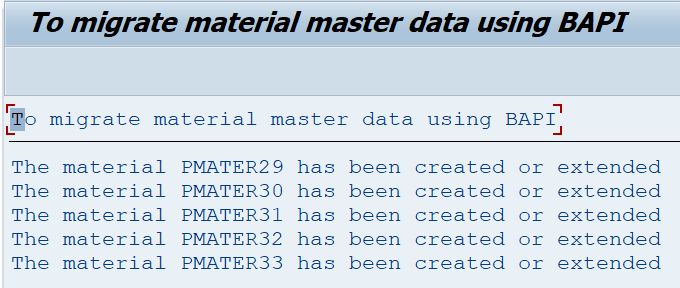 To migrate material master data using BAPI
To migrate material master data using BAPI
The material PMATER29 has been created or extended
The material PMATER30 has been created or extended
The material PMATER31 has been created or extended
The material PMATER32 has been created or extended
The material PMATER33 has been created or extended